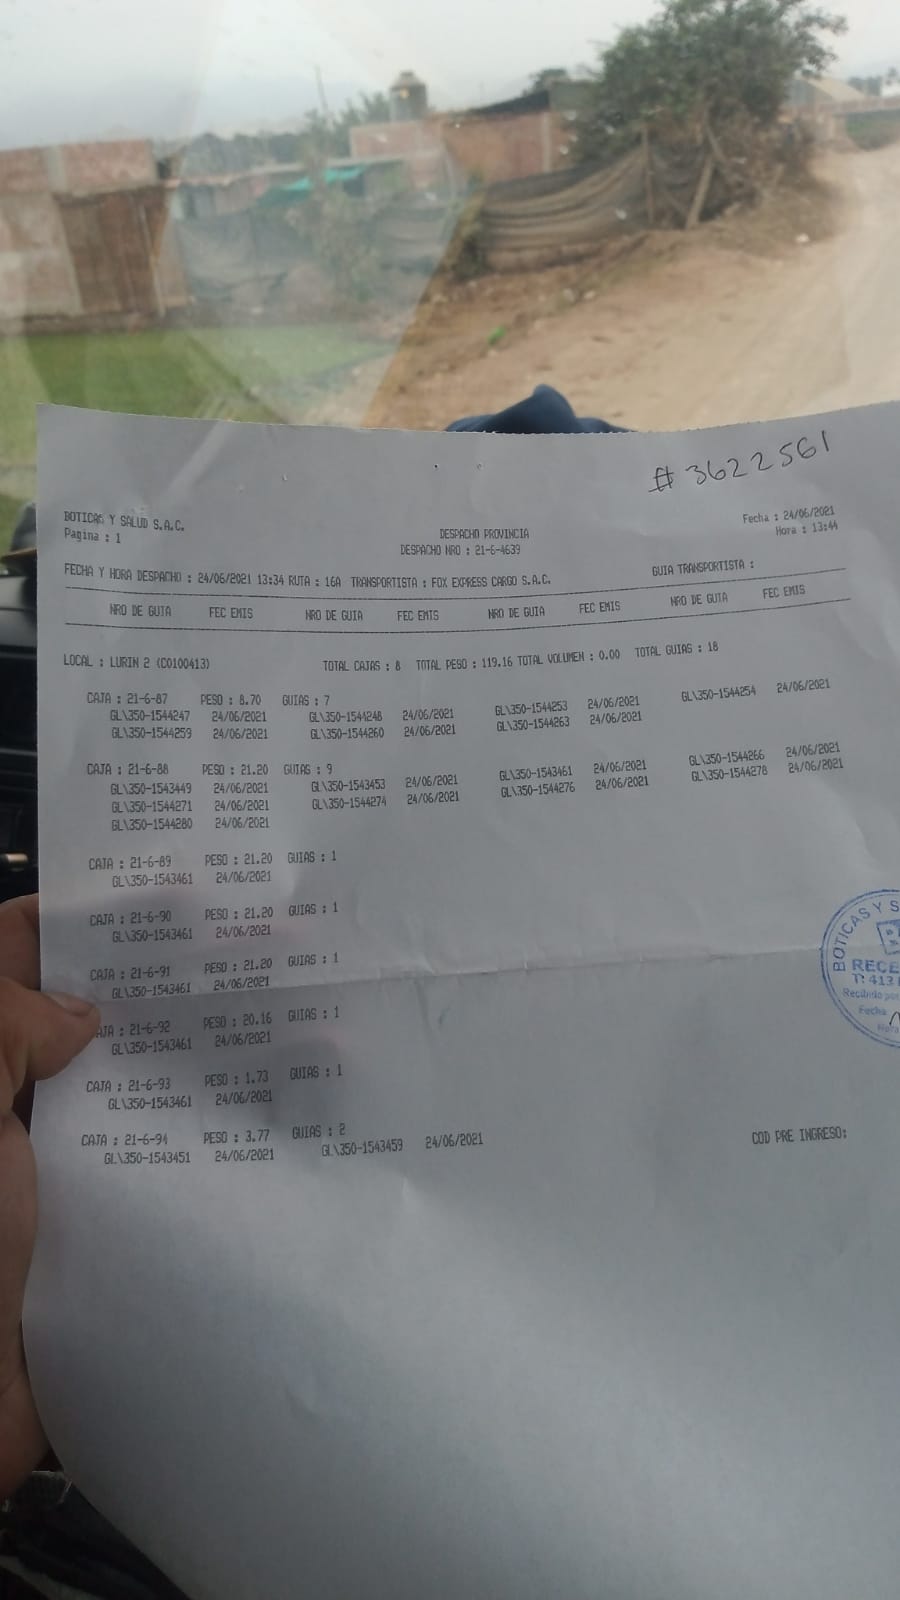 # 3622561
BOTICAS Y SALUD S.A.C.
Pagina : 1
DESPACHO PROVINCIA
DESPACHO NRO : 21-6-4639
Fecha : 24/06/2021
Hora : 13:44
FECHA Y HORA DESPACHO : 24/06/2021 13:34 RUTA : 16A TRANSPORTISTA : FOX EXPRESS CARGO S.A.C. GUIA TRANSPORTISTA :
NRO DE GUIA FEC EMIS NRO DE GUIA FEC EMIS NRO DE GUIA FEC EMIS NRO DE GUIA FEC EMIS
LOCAL : LURIN 2 (C0100413) TOTAL CAJAS : 8 TOTAL PESO : 119.16 TOTAL VOLUMEN : 0.00 TOTAL GUIAS : 18
CAJA : 21-6-87 PESO : 8.70 GUIAS : 7
GL\350-1544247 24/06/2021 GL\350-1544248 24/06/2021 GL\350-1544253 24/06/2021 GL\350-1544254 24/06/2021
GL\350-1544259 24/06/2021 GL\350-1544260 24/06/2021 GL\350-1544263 24/06/2021
CAJA : 21-6-88 PESO : 21.20 GUIAS : 9
GL\350-1543449 24/06/2021 GL\350-1543453 24/06/2021 GL\350-1543461 24/06/2021 GL\350-1544266 24/06/2021
GL\350-1544271 24/06/2021 GL\350-1544274 24/06/2021 GL\350-1544276 24/06/2021 GL\350-1544278 24/06/2021
GL\350-1544280 24/06/2021
CAJA : 21-6-89 PESO : 21.20 GUIAS : 1
GL\350-1543461 24/06/2021
CAJA : 21-6-90 PESO : 21.20 GUIAS : 1
GL\350-1543461 24/06/2021
CAJA : 21-6-91 PESO : 21.20 GUIAS : 1
GL\350-1543461 24/06/2021
AJA : 21-6-92 PESO : 20.16 GUIAS : 1
GL\350-1543461 24/06/2021
CAJA : 21-6-93 PESO : 1.73 GUIAS : 1
GL\350-1543461 24/06/2021
CAJA : 21-6-94 PESO : 3.77 GUIAS : 2
GL\350-1543451 24/06/2021 GL\350-1543459 24/06/2021
COD PRE INGRESO:
BOTICAS Y S
RECE
T: 413
Recibido por
Fecha
Hora